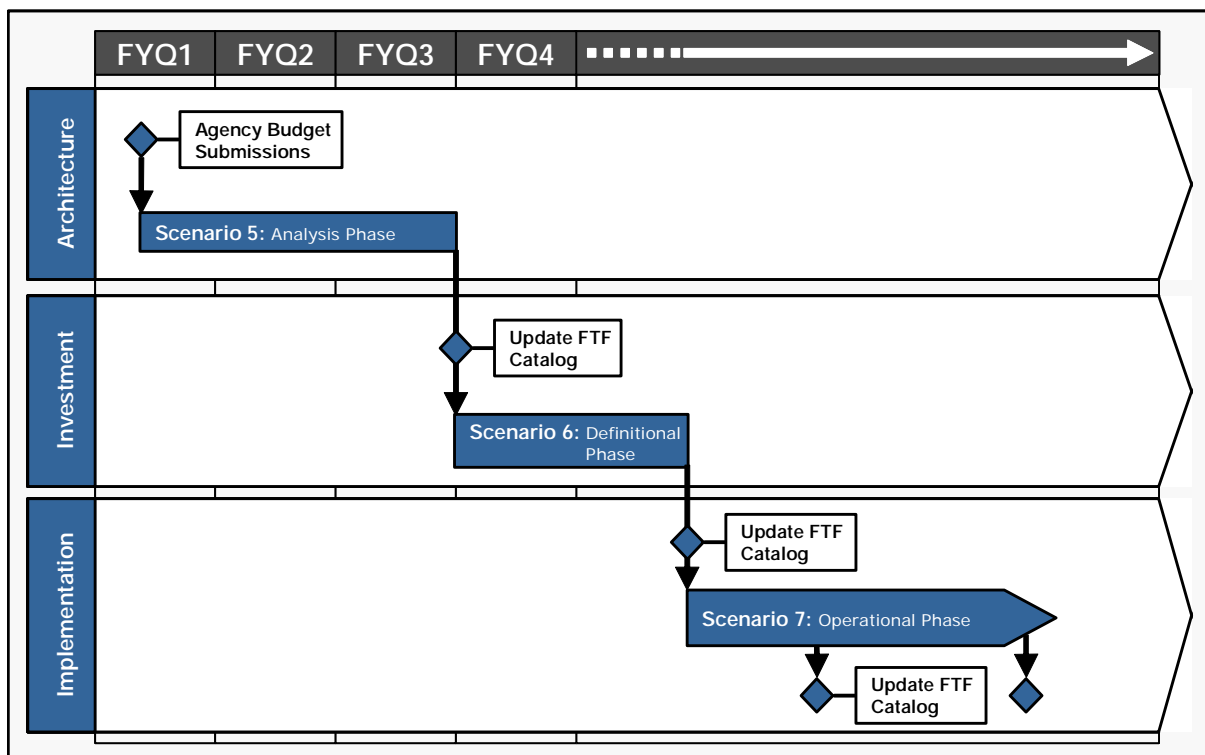 FYQ1 FYQ2 FYQ3 FYQ4
Architecture
Agency Budget
Submissions
Scenario 5: Analysis Phase
Investment
Update FTF
Catalog
Scenario 6: Definitional
Phase
Implementation
Update FTF
Catalog
Scenario 7: Operational Phase
Update FTF
Catalog